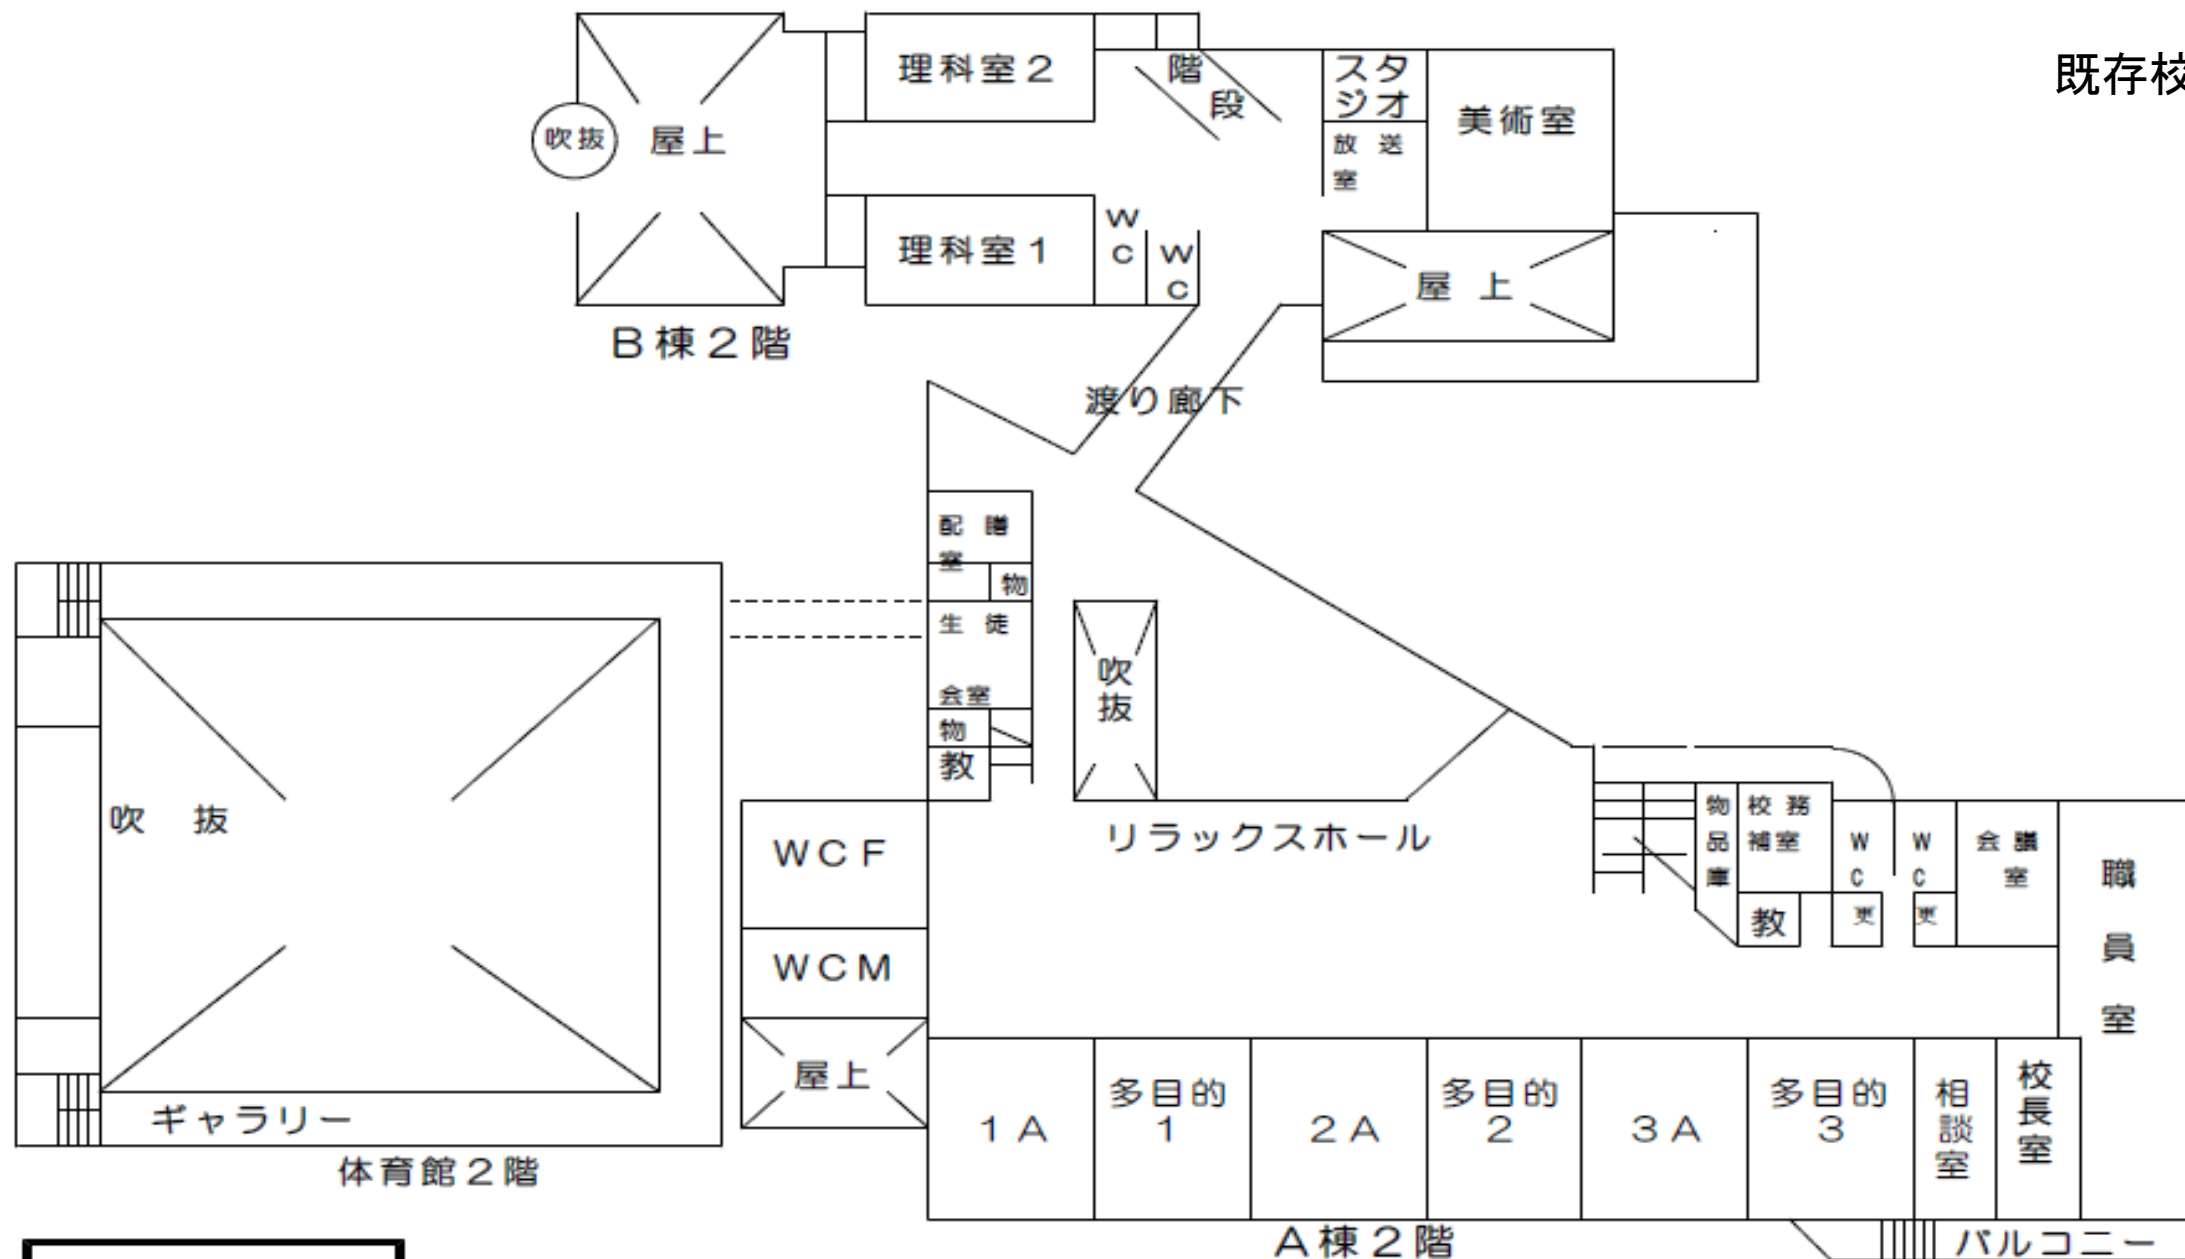 既存校
理科室２
階
段
スタ
ジオ
放送
室
美術室
吹抜
屋上
理科室１
WC
WC
屋上
B棟２階
渡り廊下
配膳
室
物
生徒
会室
物
教
吹
抜
リラックスホール
物品庫
校務
補室
教
WC
更
WC
更
会議
室
職員室
吹抜
WCF
WCM
屋上
ギャラリー
体育館２階
１A
多目的
1
２A
多目的
２
３A
多目的
３
相談室
校長室
A棟２階
バルコニー